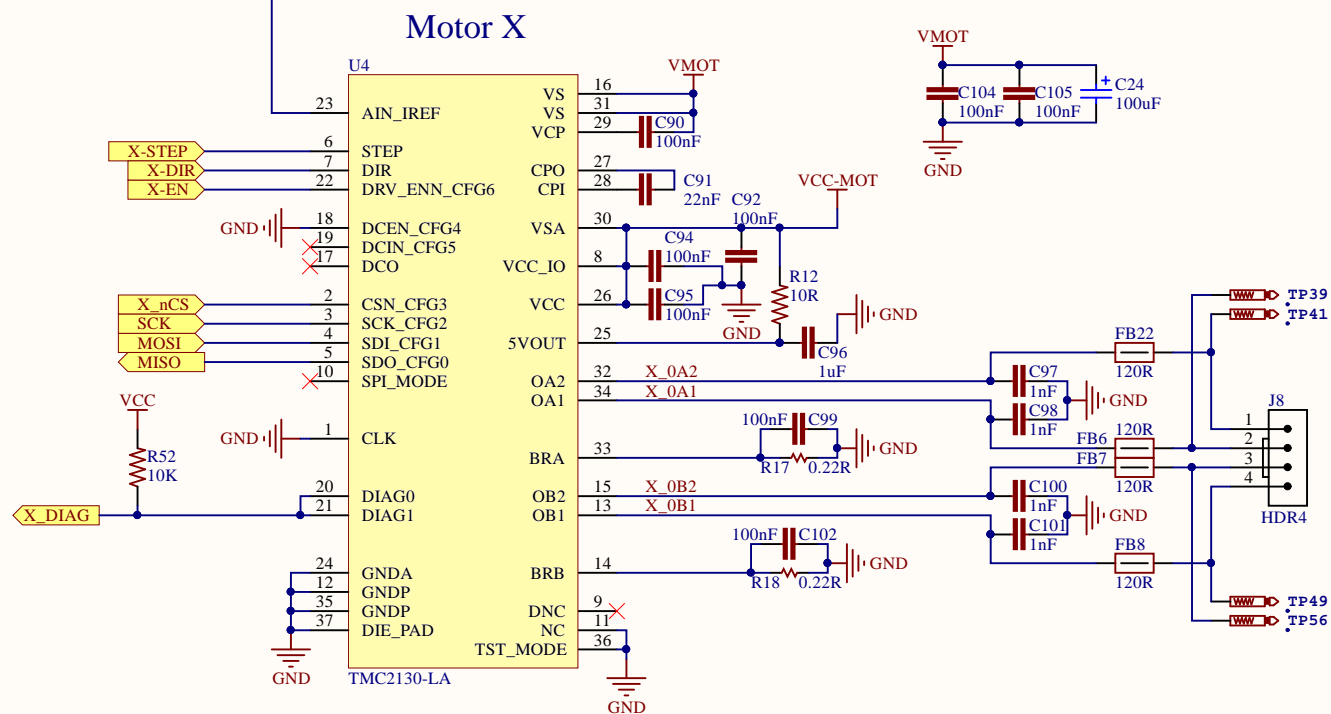 Motor X
U4
VMOT
VMOT
C104
100nF
C105
100nF
+
C24
100uF
GND
23
AIN_IREF
VS
16
VS
31
VCP
29
C90
100nF
X-STEP
6
STEP
X-DIR
7
DIR
X-EN
22
DRV_ENN_CFG6
CPO
27
CPI
28
C91
22nF
VCC-MOT
C92
100nF
GND
18
DCEN_CFG4
19
DCIN_CFG5
17
DCO
VSA
30
C94
100nF
VCC_IO
8
R12
10R
X_nCS
2
CSN_CFG3
SCK
3
SCK_CFG2
MOSI
4
SDI_CFG1
MISO
5
SDO_CFG0
10
SPI_MODE
VCC
26
C95
100nF
GND
GND
5VOUT
25
C96
1uF
TP39
TP41
FB22
120R
OA2
32
X_0A2
OA1
34
X_0A1
C97
1nF
C98
1nF
GND
VCC
R52
10K
GND
1
CLK
BRA
33
100nF
C99
R17
0.22R
GND
120R
FB6
FB7
120R
J8
1
2
3
4
HDR4
20
DIAG0
21
DIAG1
X_DIAG
OB2
15
X_0B2
OB1
13
X_0B1
C100
1nF
C101
1nF
GND
FB8
120R
BRB
14
100nF
C102
R18
0.22R
GND
24
GNDA
12
GNDP
35
GNDP
37
DIE_PAD
GND
DNC
9
NC
11
TST_MODE
36
GND
TP49
TP56
TMC2130-LA